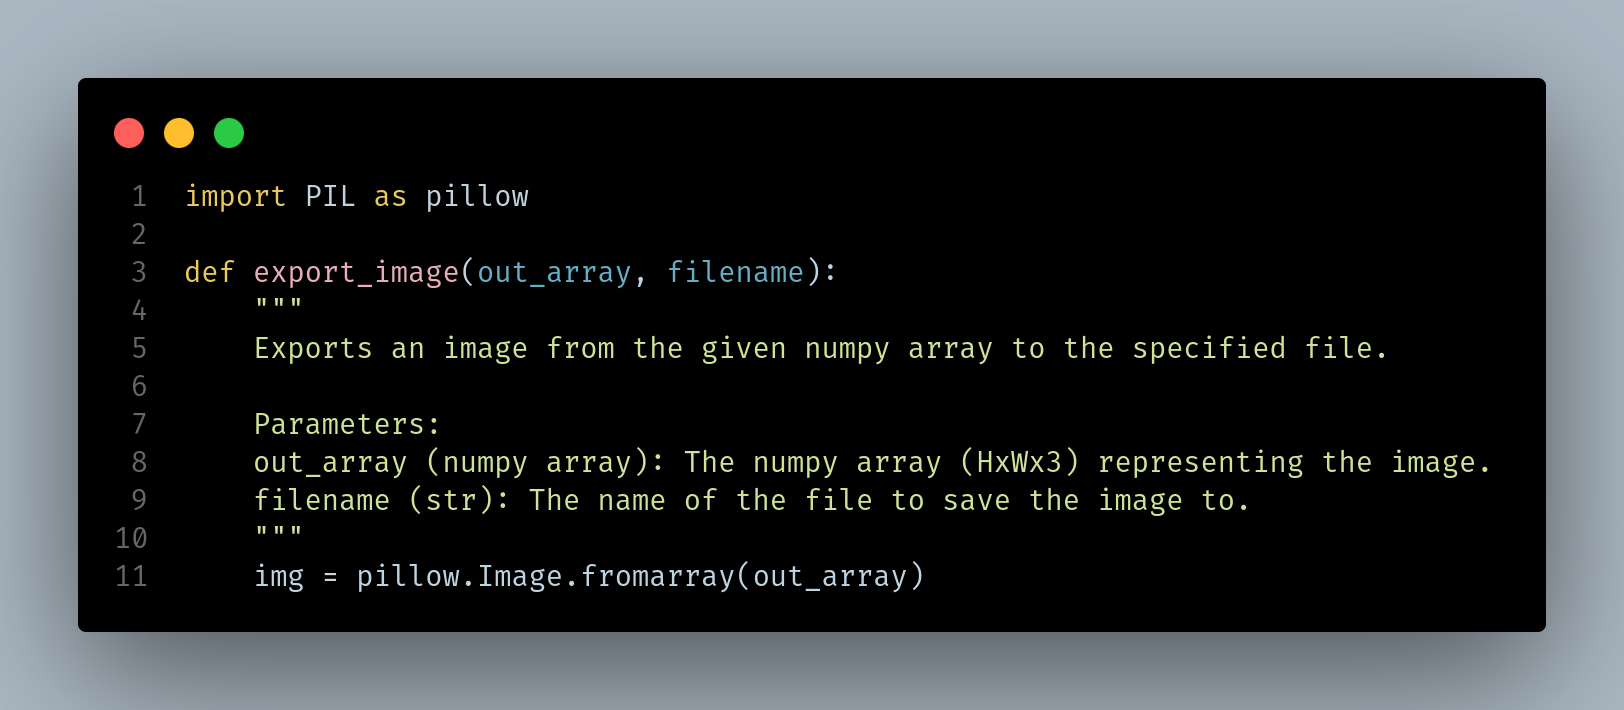 1 import PIL as pillow
2
3 def export_image(out_array, filename):
4     """
5     Exports an image from the given numpy array to the specified file.
6
7     Parameters:
8     out_array (numpy array): The numpy array (HxWx3) representing the image.
9     filename (str): The name of the file to save the image to.
10     """
11     img = pillow.Image.fromarray(out_array)